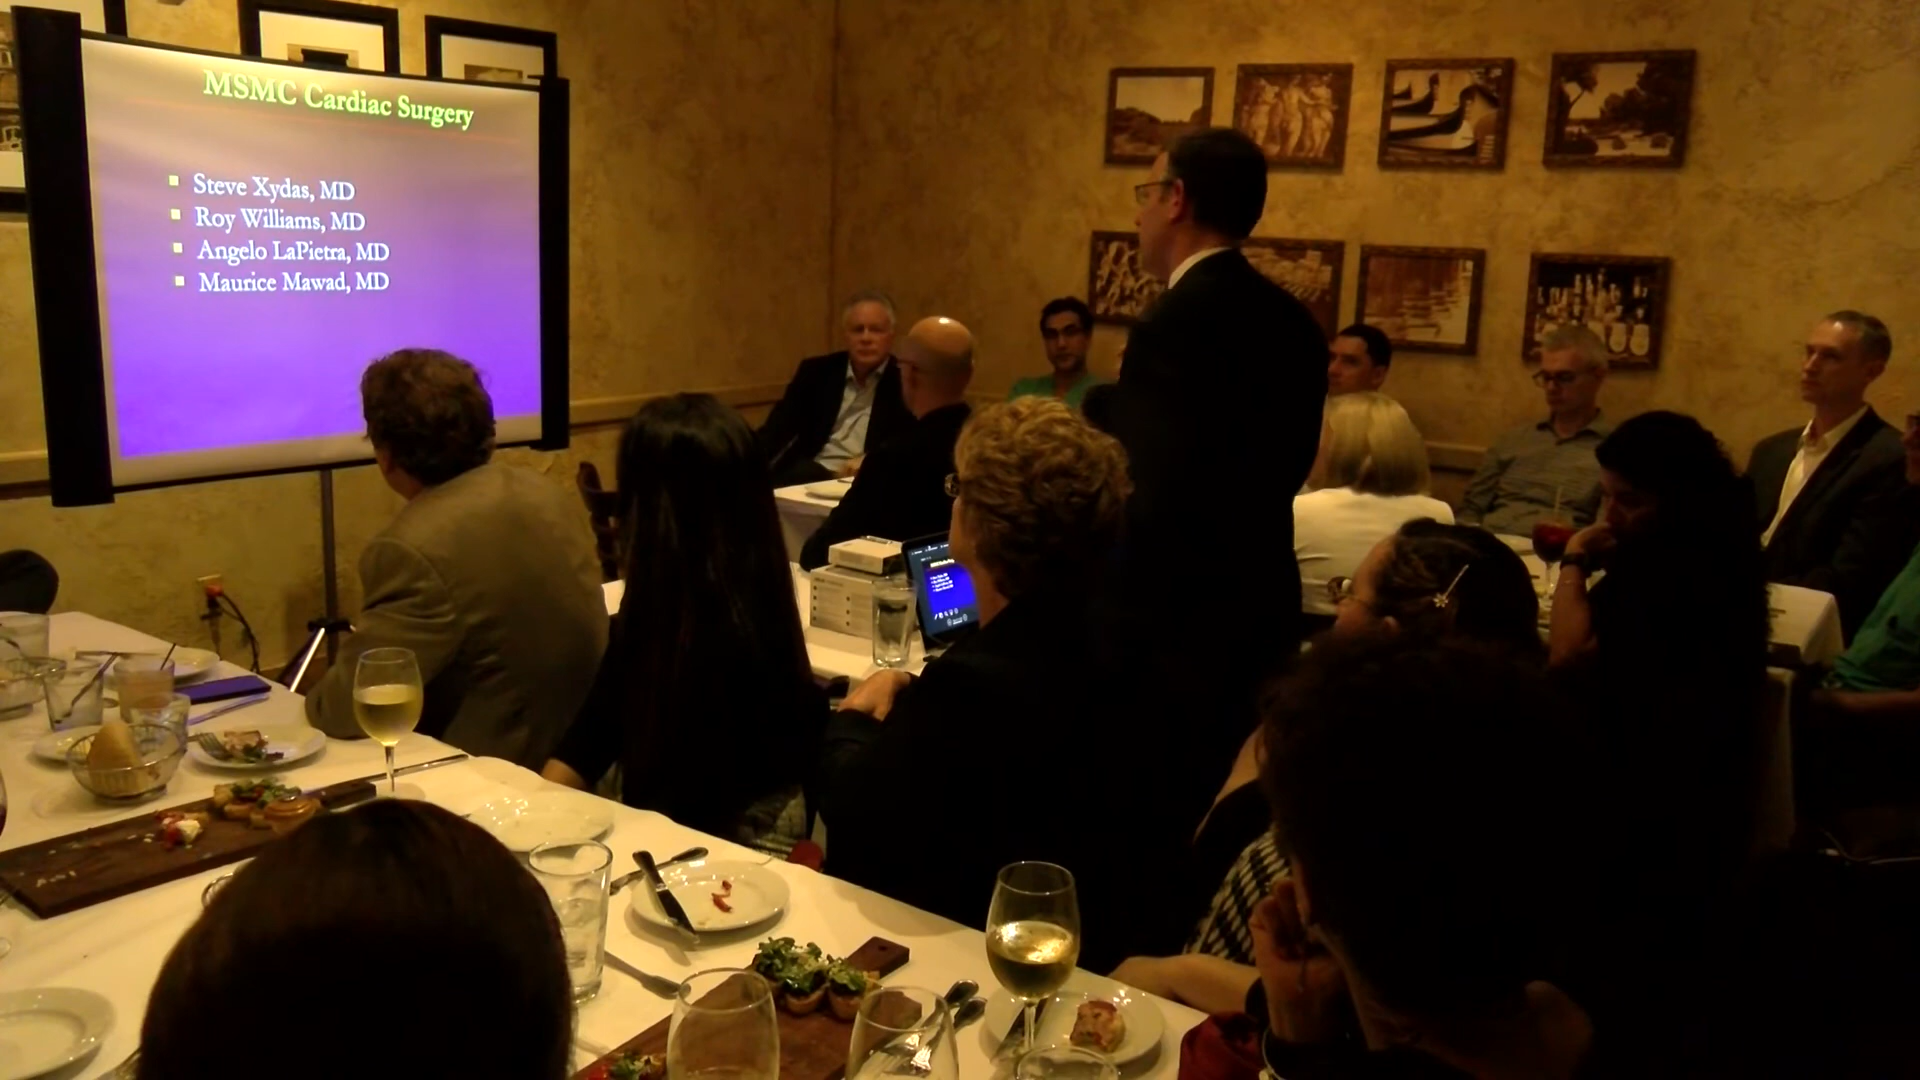 MSMC Cardiac Surgery
Steve Xydas, MD
Roy Williams, MD
Angelo LaPietra, MD
Maurice Mawad, MD